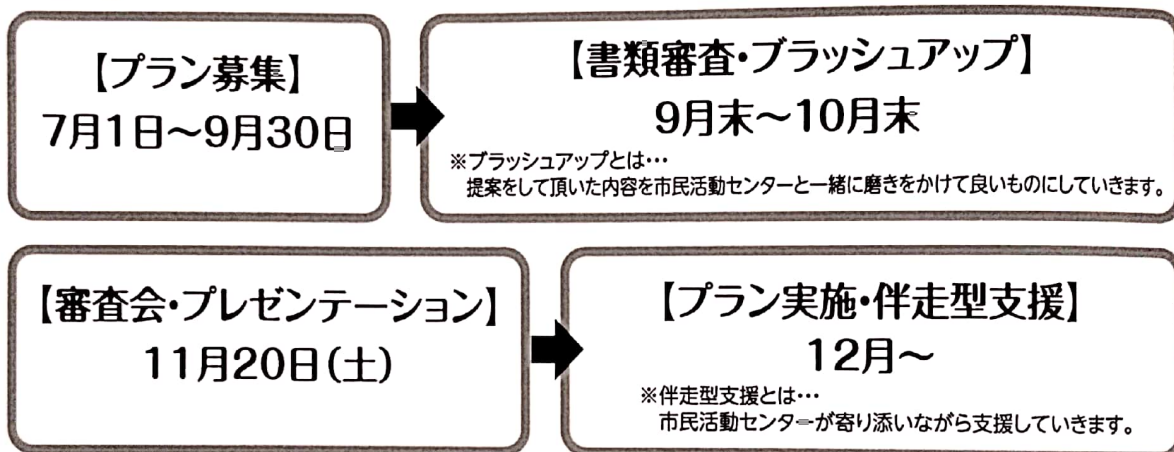 【プラン募集】
7月1日～9月30日
【書類審査・ブラッシュアップ】
9月末～10月末
※ブラッシュアップとは…
提案をして頂いた内容を市民活動センターと一緒に磨きをかけて良いものにしていきます。
【審査会・プレゼンテーション】
11月20日(土)
【プラン実施・伴走型支援】
12月～
※伴走型支援とは…
市民活動センターが寄り添いながら支援していきます。